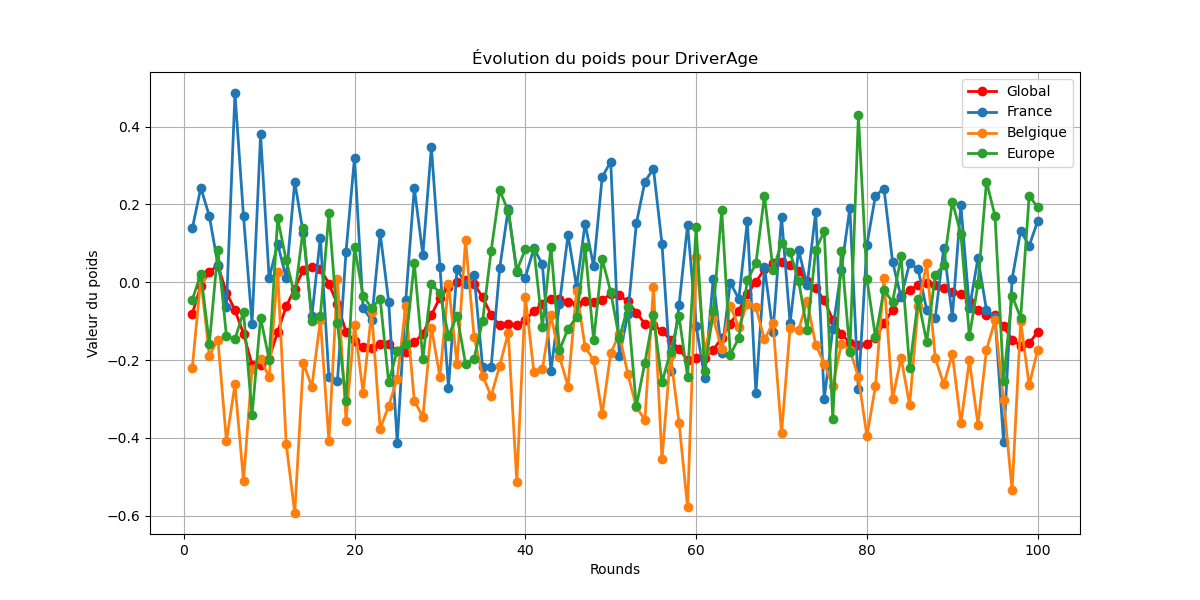 Évolution du poids pour DriverAge
Global
France
Belgique
Europe
Valeur du poids
0.4
0.2
0.0
−0.2
−0.4
−0.6
0 20 40 60 80 100
Rounds